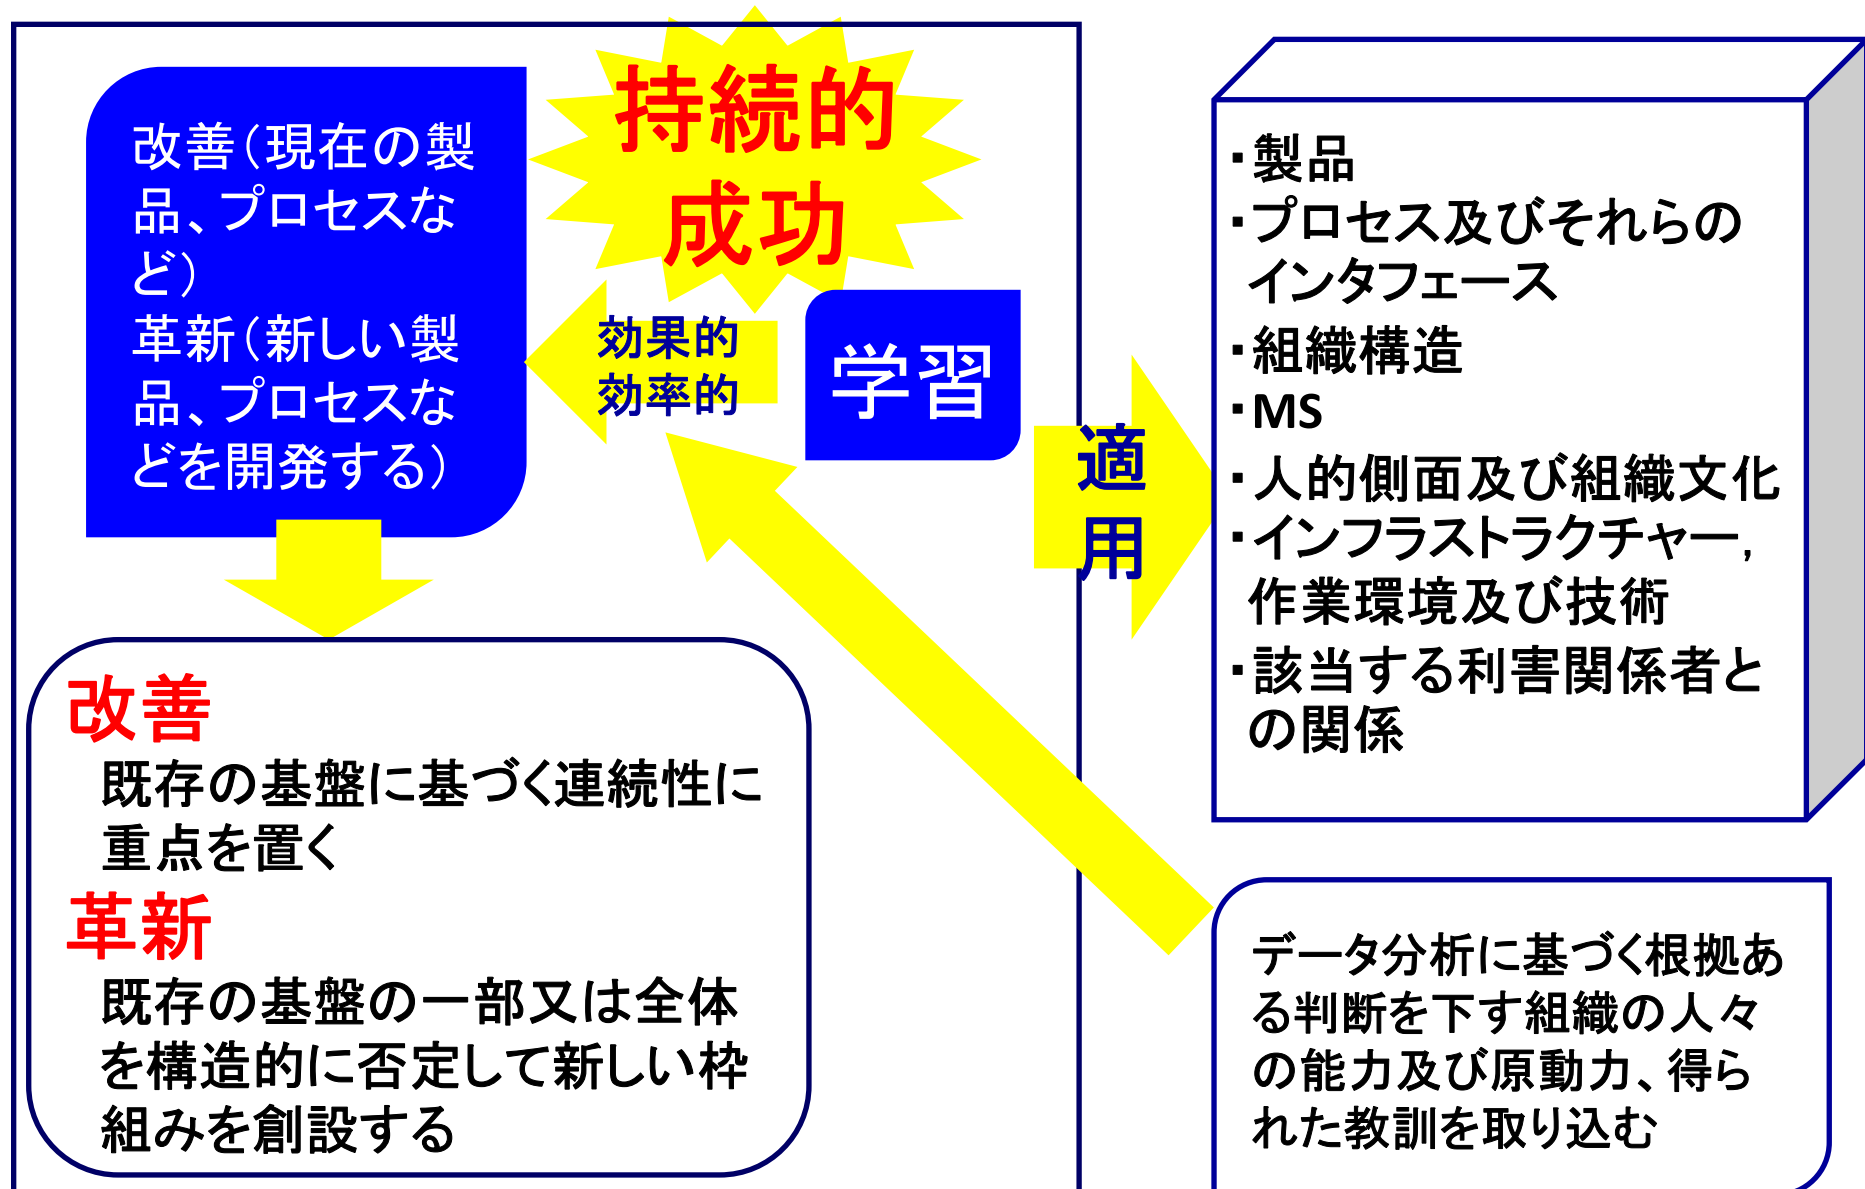 持続的
成功
改善（現在の製
品、プロセスな
ど）
革新（新しい製
品、プロセスな
どを開発する）
効果的
効率的
学習
適
用
・製品
・プロセス及びそれらの
インタフェース
・組織構造
・MS
・人的側面及び組織文化
・インフラストラクチャー，
作業環境及び技術
・該当する利害関係者と
の関係
改善
既存の基盤に基づく連続性に
重点を置く
革新
既存の基盤の一部又は全体
を構造的に否定して新しい枠
組みを創設する
データ分析に基づく根拠あ
る判断を下す組織の人々
の能力及び原動力、得ら
れた教訓を取り込む